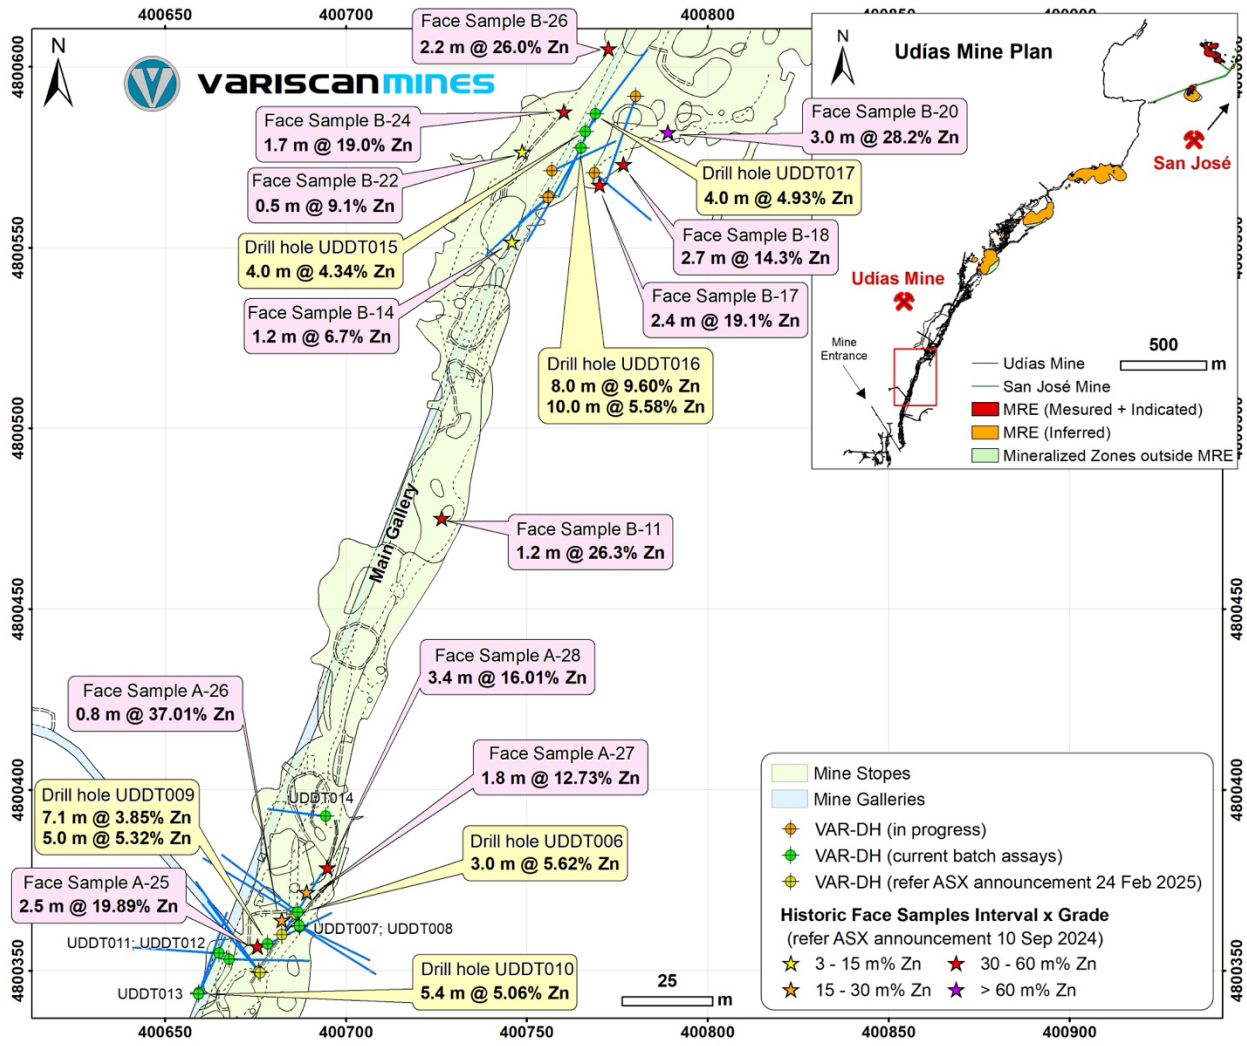 400650
400700
400800
Face Sample B-26
2.2 m @ 26.0% Zn
N
VARISCANMINES
Face Sample B-24
1.7 m @ 19.0% Zn
Face Sample B-22
0.5 m @ 9.1% Zn
Face Sample B-20
3.0 m @ 28.2% Zn
Drill hole UDDT017
4.0 m @ 4.93% Zn
Drill hole UDDT015
4.0 m @ 4.34% Zn
Face Sample B-18
2.7 m @ 14.3% Zn
Face Sample B-14
1.2 m @ 6.7% Zn
Face Sample B-17
2.4 m @ 19.1% Zn
Drill hole UDDT016
8.0 m @ 9.60% Zn
10.0 m @ 5.58% Zn
Main Gallery
Face Sample B-11
1.2 m @ 26.3% Zn
Face Sample A-28
3.4 m @ 16.01% Zn
Face Sample A-26
0.8 m @ 37.01% Zn
Face Sample A-27
1.8 m @ 12.73% Zn
UDDT014
Drill hole UDDT009
7.1 m @ 3.85% Zn
5.0 m @ 5.32% Zn
Drill hole UDDT006
3.0 m @ 5.62% Zn
Face Sample A-25
2.5 m @ 19.89% Zn
UDDT007; UDDT008
UDDT011; UDDT012
UDDT013
Drill hole UDDT010
5.4 m @ 5.06% Zn
25
m
4800600
4800550
4800500
4800450
4800400
4800350
400650
400700
400750
400800
400850
400900
4800450
4800400
4800350
N
Udías Mine Plan
San José
Udías Mine
Mine
Entrance
500
m
Udías Mine
San José Mine
MRE (Mesured + Indicated)
MRE (Inferred)
Mineralized Zones outside MRE
Mine Stopes
Mine Galleries
VAR-DH (in progress)
VAR-DH (current batch assays)
VAR-DH (refer ASX announcement 24 Feb 2025)
Historic Face Samples Interval x Grade
(refer ASX announcement 10 Sep 2024)
3 - 15 m% Zn
30 - 60 m% Zn
15 - 30 m% Zn
> 60 m% Zn